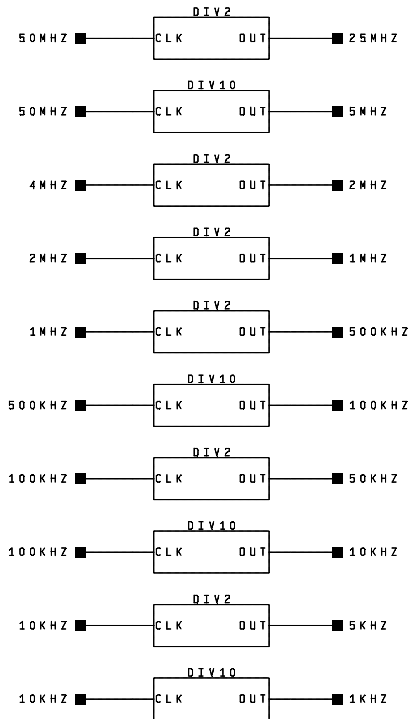 DIV2
50MHZ CLK OUT 25MHZ
DIV10
50MHZ CLK OUT 5MHZ
DIV2
4MHZ CLK OUT 2MHZ
DIV2
2MHZ CLK OUT 1MHZ
DIV2
1MHZ CLK OUT 500KHZ
DIV10
500KHZ CLK OUT 100KHZ
DIV2
100KHZ CLK OUT 50KHZ
DIV10
100KHZ CLK OUT 10KHZ
DIV2
10KHZ CLK OUT 5KHZ
DIV10
10KHZ CLK OUT 1KHZ